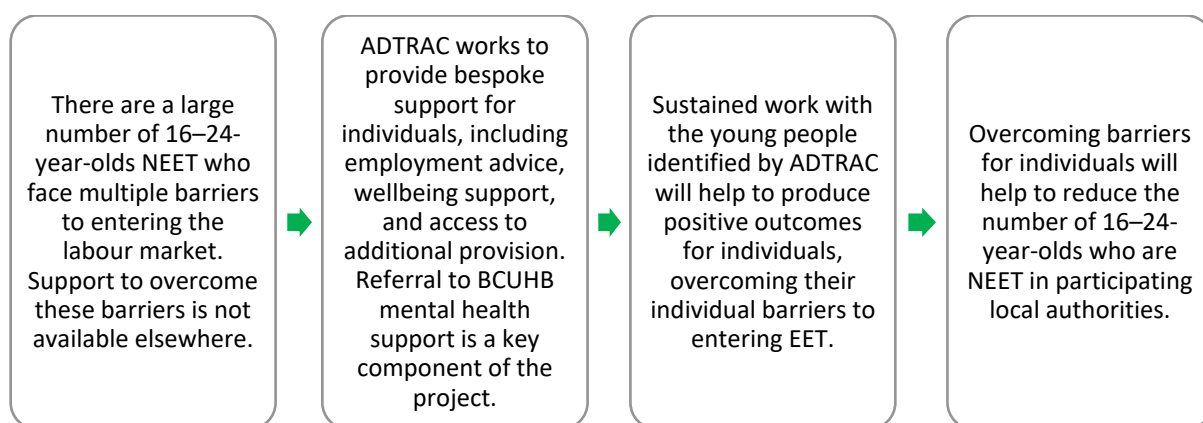 There are a large
number of 16–24-
year-olds NEET who
face multiple barriers
to entering the
labour market.
Support to overcome
these barriers is not
available elsewhere.
ADTRAC works to
provide bespoke
support for
individuals, including
employment advice,
wellbeing support,
and access to
additional provision.
Referral to BCUHB
mental health
support is a key
component of the
project.
Sustained work with
the young people
identified by ADTRAC
will help to produce
positive outcomes
for individuals,
overcoming their
individual barriers to
entering EET.
Overcoming barriers
for individuals will
help to reduce the
number of 16–24-
year-olds who are
NEET in participating
local authorities.